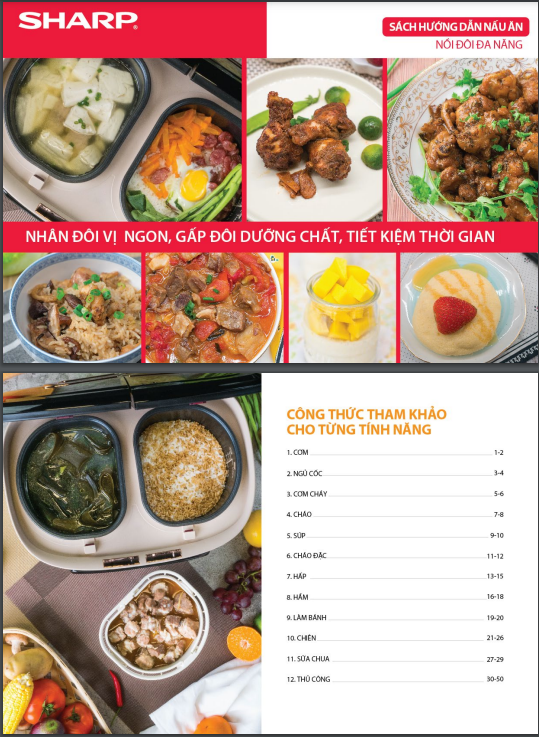 SHARP®
SÁCH HƯỚNG DẪN NẤU ĂN
NỒI ĐÔI ĐA NĂNG
NHÂN ĐÔI VỊ NGON, GẤP ĐÔI DƯỠNG CHẤT, TIẾT KIỆM THỜI GIAN
CÔNG THỨC THAM KHẢO
CHO TỪNG TÍNH NĂNG
1. CƠM 1-2
2. NGŨ CỐC 3-4
3. CƠM CHÁY 5-6
4. CHÁO 7-8
5. SÚP 9-10
6. CHÁO ĐẶC 11-12
7. HẤP 13-15
8. HẦM 16-18
9. LÀM BÁNH 19-20
10. CHIÊN 21-26
11. SỮA CHUA 27-29
12. THỦ CÔNG 30-50